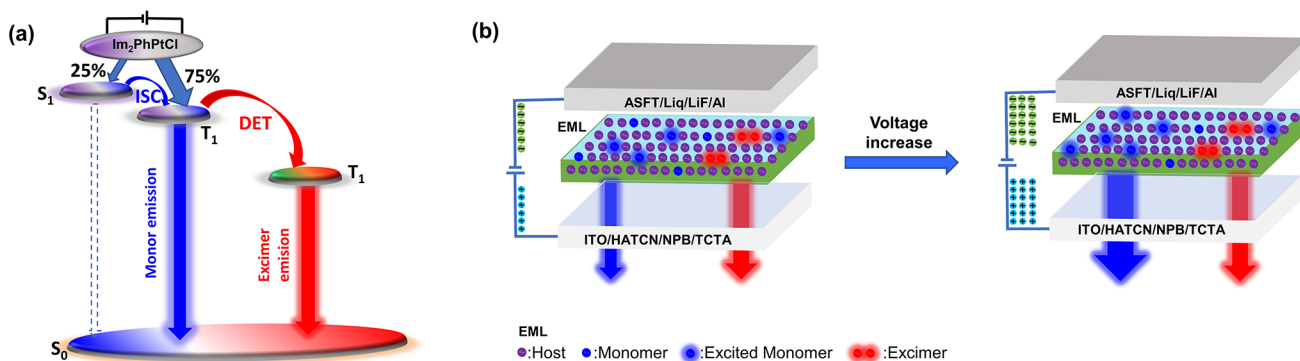 (a)
Im₂PhPtCl
25%
75%
S₁
ISC
T₁
DET
T₁
Monor emission
Excimer
emision
S₀
(b)
ASFT/Liq/LiF/Al
EML
ITO/HATCN/NPB/TCTA
Voltage
increase
ASFT/Liq/LiF/Al
EML
ITO/HATCN/NPB/TCTA
EML
:Host :Monomer :Excited Monomer :Excimer